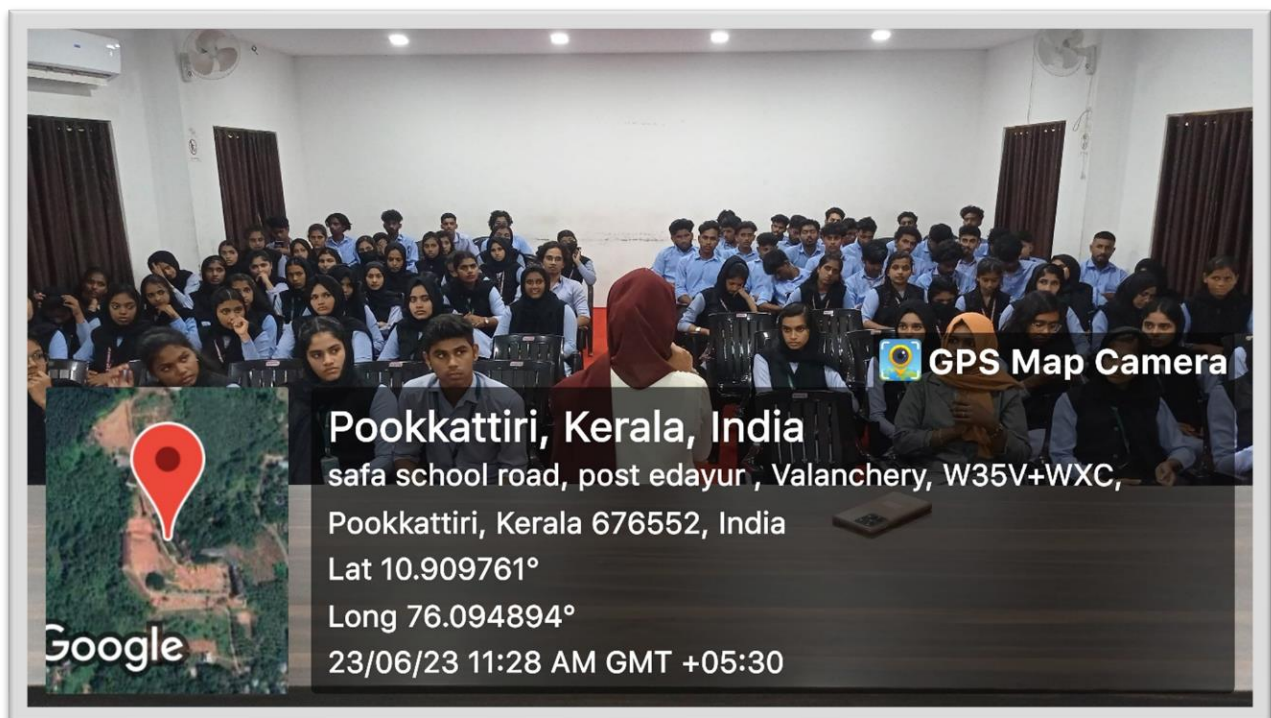 GPS Map Camera
Pookkattiri, Kerala, India
safa school road, post edayur , Valanchery, W35V+WXC,
Pookkattiri, Kerala 676552, India
Lat 10.909761°
Long 76.094894°
23/06/23 11:28 AM GMT +05:30
Google